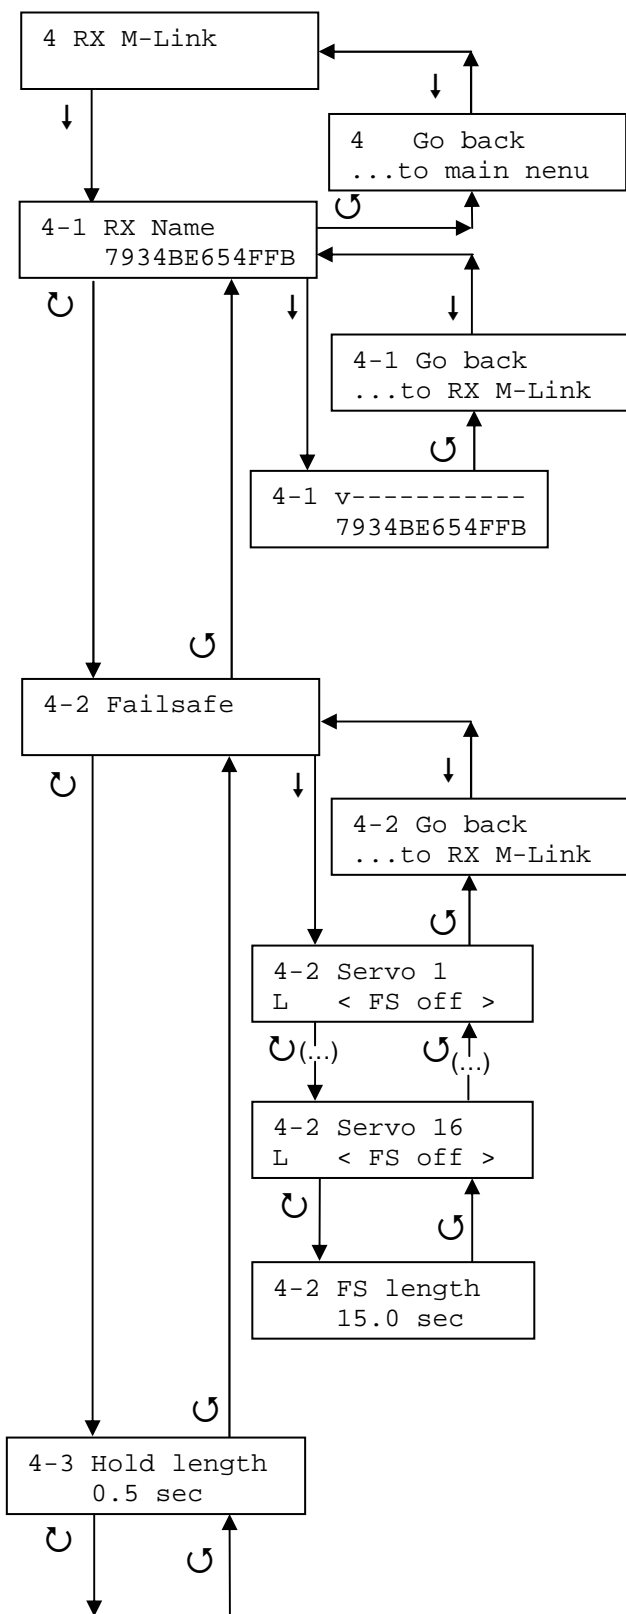 4 RX M-Link
4   Go back
...to main nenu
4-1 RX Name
7934BE654FFB
4-1 Go back
...to RX M-Link
4-1 v-----------
7934BE654FFB
4-2 Failsafe
4-2 Go back
...to RX M-Link
4-2 Servo 1
L   < FS off >
(...)
(...)
4-2 Servo 16
L   < FS off >
4-2 FS length
15.0 sec
4-3 Hold length
0.5 sec